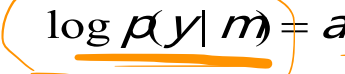 log p(y| m) = a